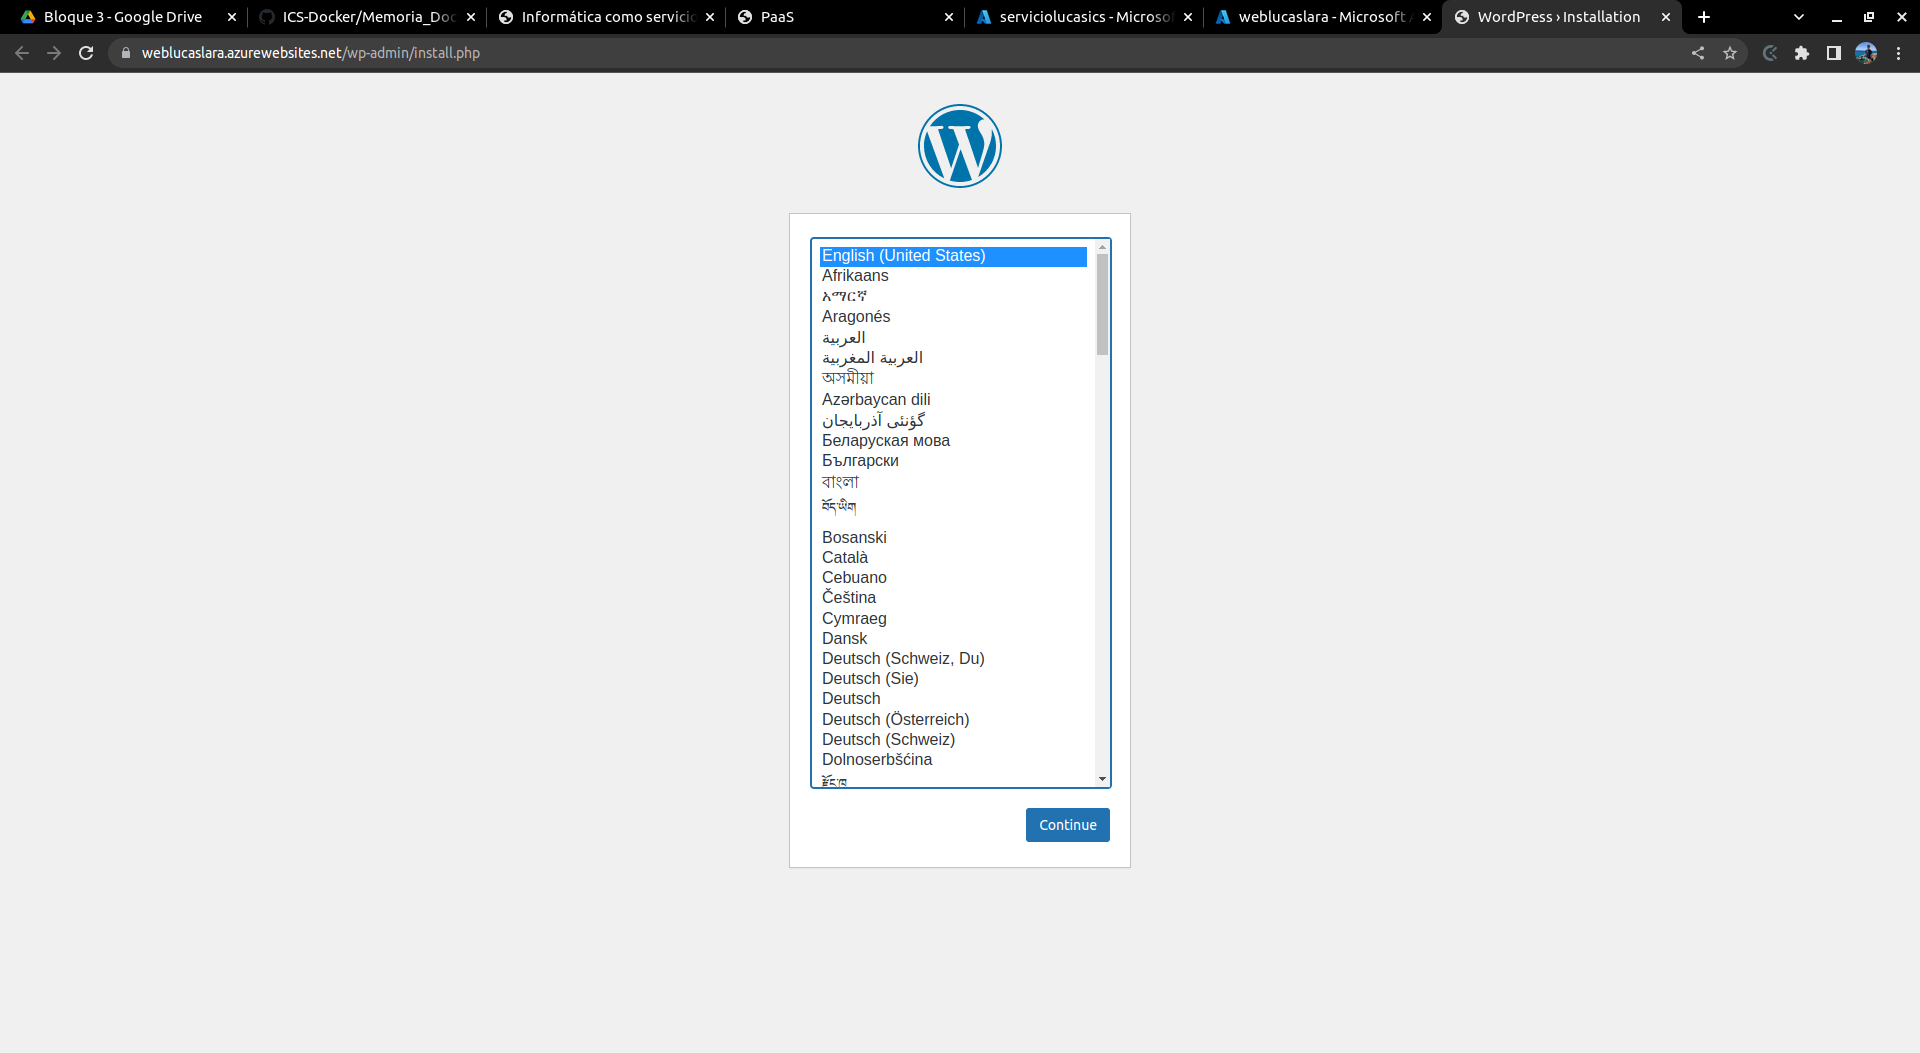 Bloque 3 - Google Drive
ICS-Docker/Memoria_Doc
Informática como servicio
PaaS
serviciolucasics - Microsof
weblucaslara - Microsoft A
WordPress › Installation
weblucaslara.azurewebsites.net/wp-admin/install.php
English (United States)
Afrikaans
አማርኛ
Aragonés
العربية
العربية المغربية
অসমীয়া
Azərbaycan dili
گؤنئی آذربایجان
Беларуская мова
Български
বাংলা
བོད་ཡིག
Bosanski
Català
Cebuano
Čeština
Cymraeg
Dansk
Deutsch (Schweiz, Du)
Deutsch (Sie)
Deutsch
Deutsch (Österreich)
Deutsch (Schweiz)
Dolnoserbšćina
རྫོང་ཁ
Continue